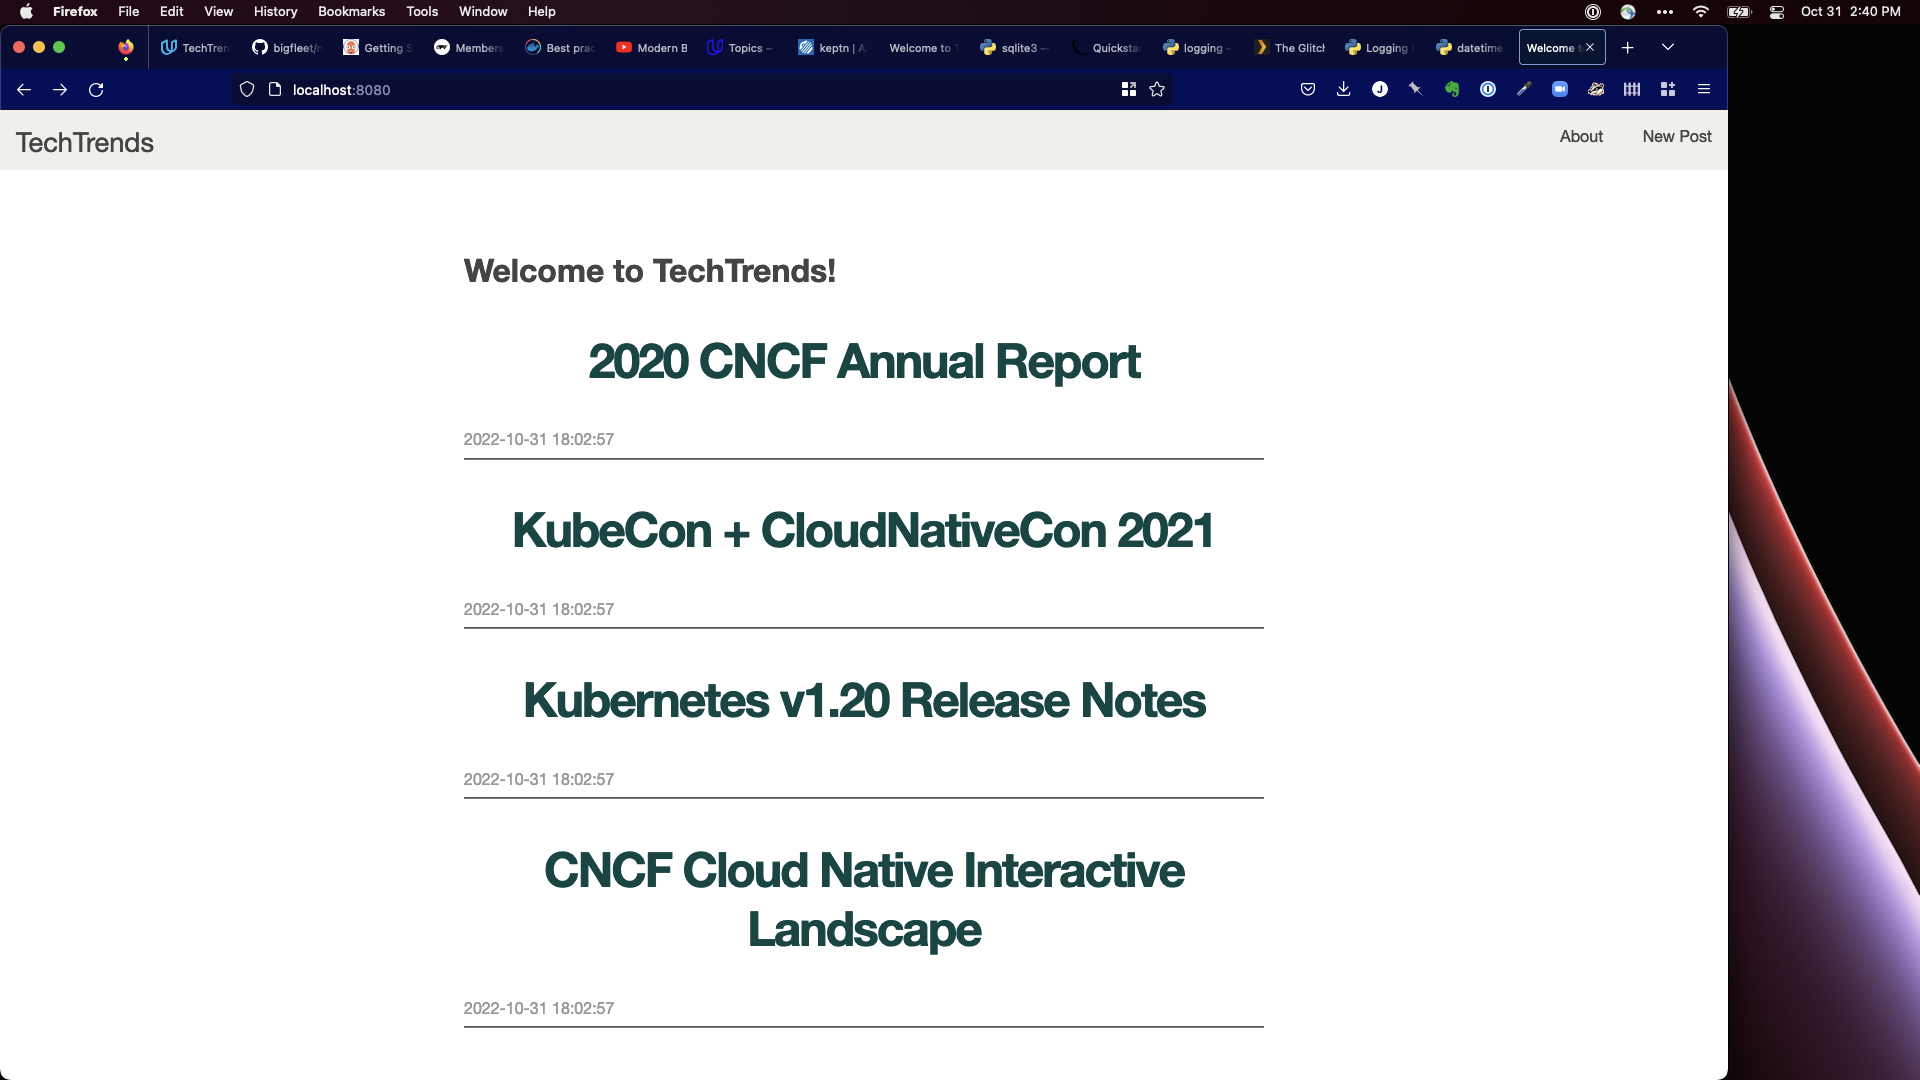 Firefox File Edit View History Bookmarks Tools Window Help Oct 31 2:40 PM
TechTren bigfleet/ Getting Members Best prac Modern B Topics – keptn | A Welcome to sqlite3 — Quicksta logging – The Glitch Logging datetime Welcome t
localhost:8080
TechTrends About New Post
Welcome to TechTrends!
2020 CNCF Annual Report
2022-10-31 18:02:57
KubeCon + CloudNativeCon 2021
2022-10-31 18:02:57
Kubernetes v1.20 Release Notes
2022-10-31 18:02:57
CNCF Cloud Native Interactive
Landscape
2022-10-31 18:02:57